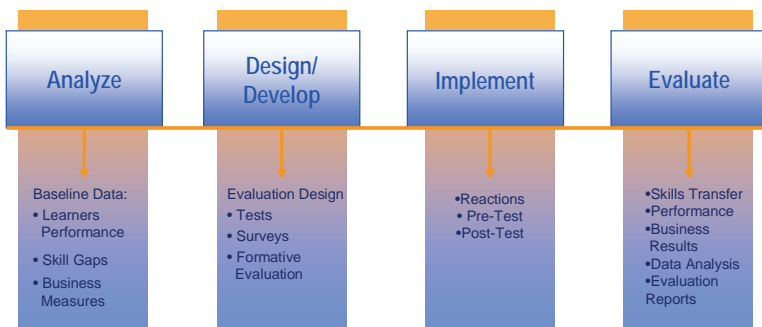 Analyze
Design/
Develop
Implement
Evaluate
Baseline Data:
• Learners
Performance
• Skill Gaps
• Business
Measures
Evaluation Design
• Tests
• Surveys
• Formative
Evaluation
•Reactions
• Pre-Test
•Post-Test
•Skills Transfer
•Performance
•Business
Results
•Data Analysis
•Evaluation
Reports